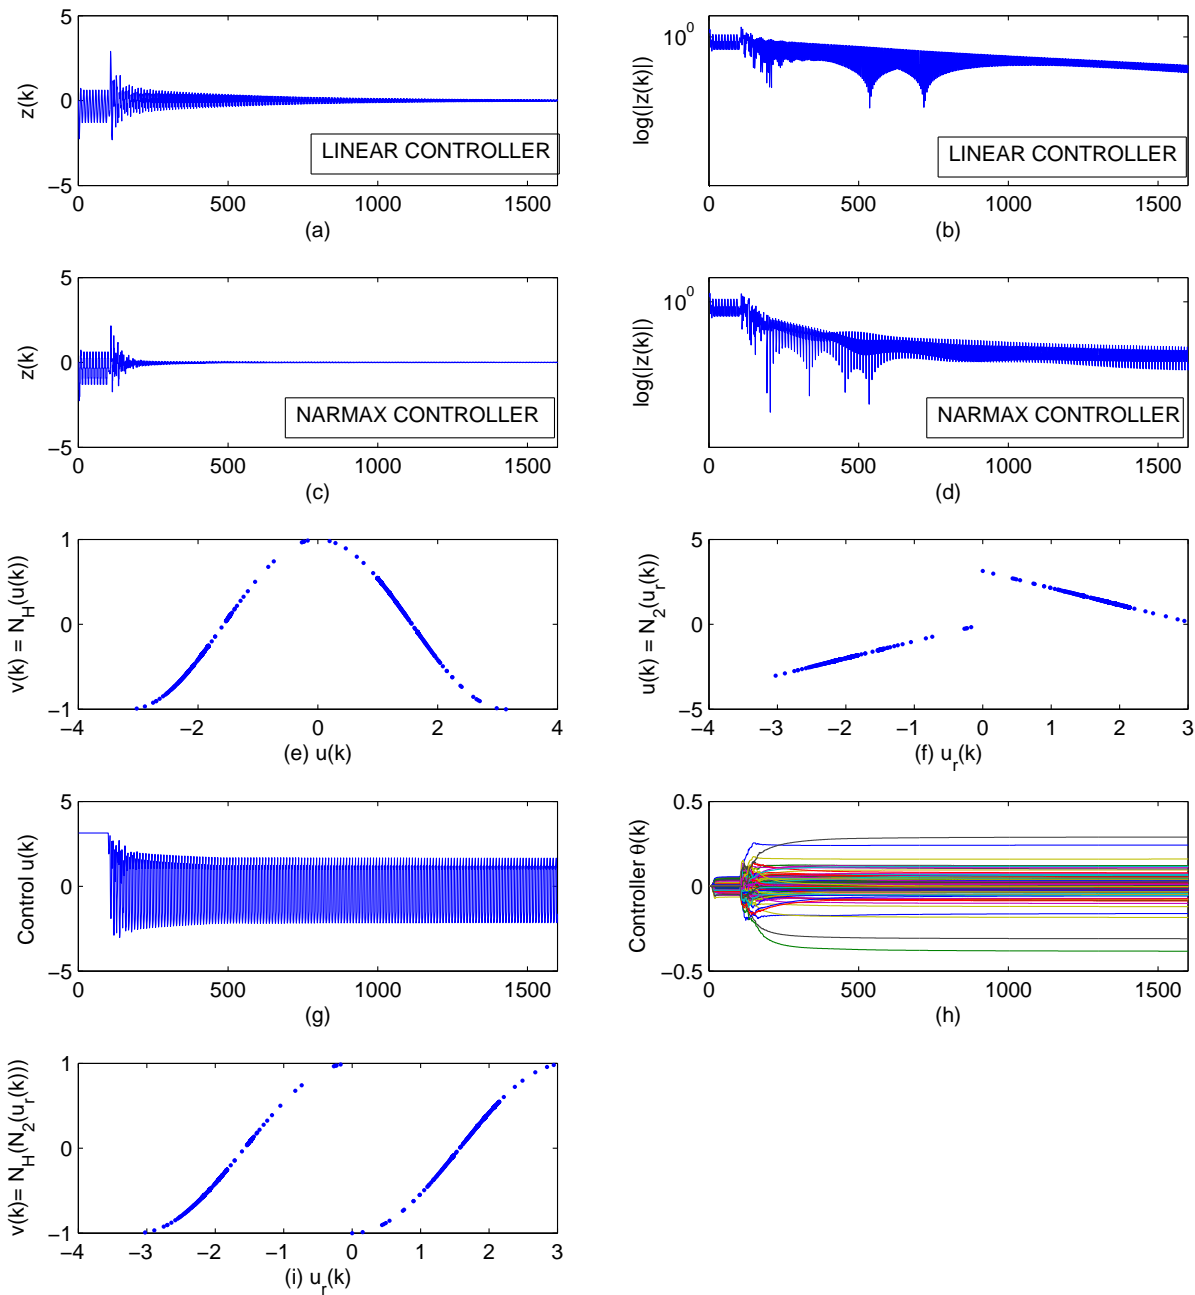 5
0
−5
z(k)
LINEAR CONTROLLER
0 500 1000 1500
(a)
10^0
log(|z(k)|)
LINEAR CONTROLLER
0 500 1000 1500
(b)
5
0
−5
z(k)
NARMAX CONTROLLER
0 500 1000 1500
(c)
10^0
log(|z(k)|)
NARMAX CONTROLLER
0 500 1000 1500
(d)
1
0
−1
v(k) = N_H(u(k))
−4 −2 0 2 4
(e) u(k)
5
0
−5
u(k) = N_2(u_r(k))
−4 −3 −2 −1 0 1 2 3
(f) u_r(k)
5
0
−5
Control u(k)
0 500 1000 1500
(g)
0.5
0
−0.5
Controller θ(k)
0 500 1000 1500
(h)
1
0
−1
v(k)= N_H(N_2(u_r(k)))
−4 −3 −2 −1 0 1 2 3
(i) u_r(k)